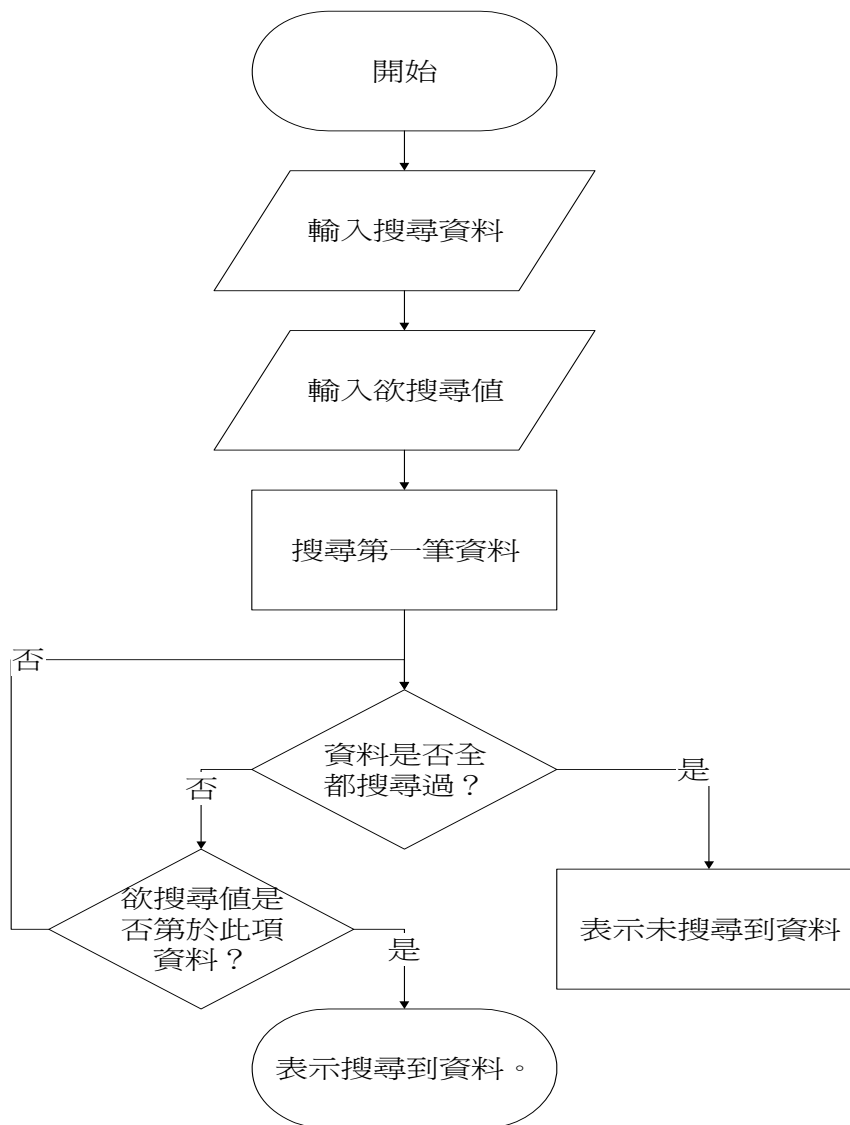 開始
輸入搜尋資料
輸入欲搜尋值
搜尋第一筆資料
否
資料是否全
都搜尋過？
否
是
欲搜尋值是
否第於此項
資料？
是
表示未搜尋到資料
表示搜尋到資料。